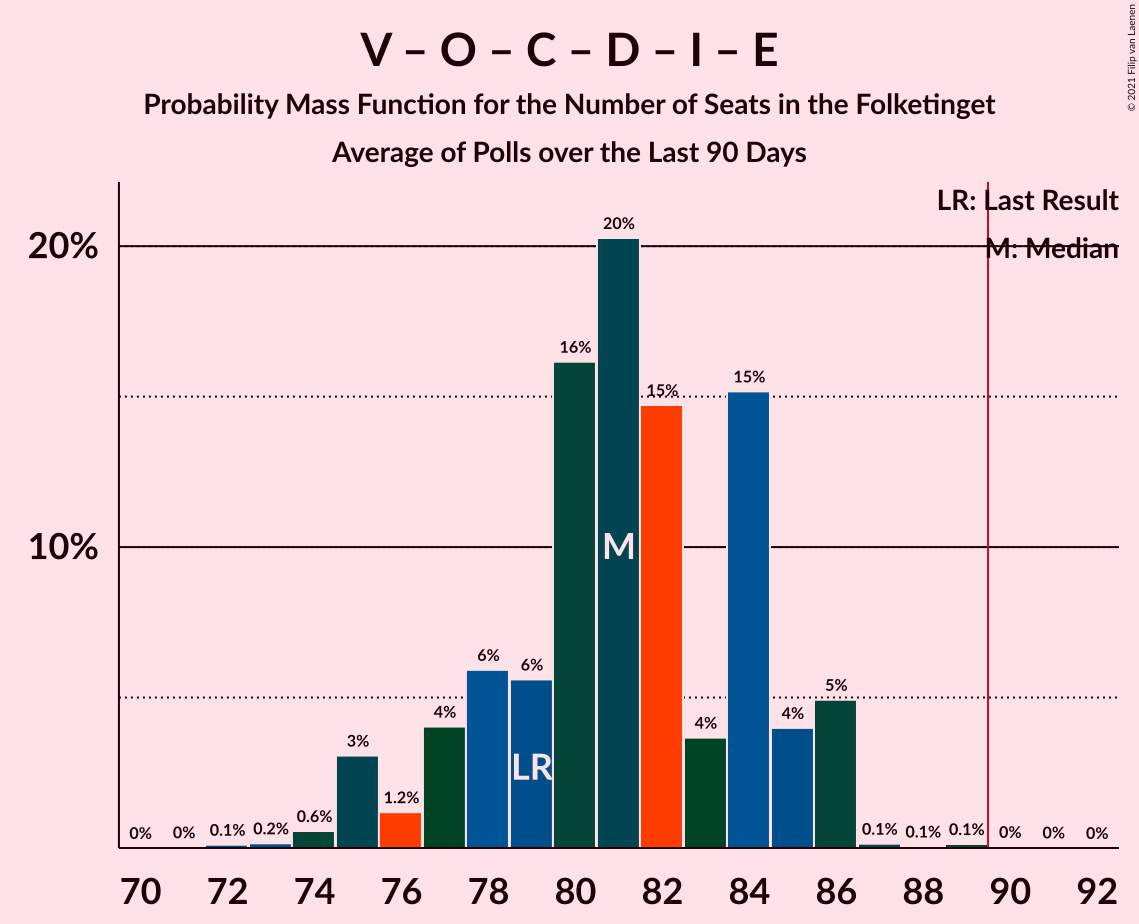 V – O – C – D – I – E
Probability Mass Function for the Number of Seats in the Folketinget
Average of Polls over the Last 90 Days
© 2021 Filip van Laenen
LR: Last Result
M: Median
20%
10%
0%
0%
0.1%
0.2%
0.6%
3%
1.2%
4%
6%
6%
16%
20%
15%
4%
15%
4%
5%
0.1%
0.1%
0.1%
0%
0%
0%
M
LR
70 72 74 76 78 80 82 84 86 88 90 92